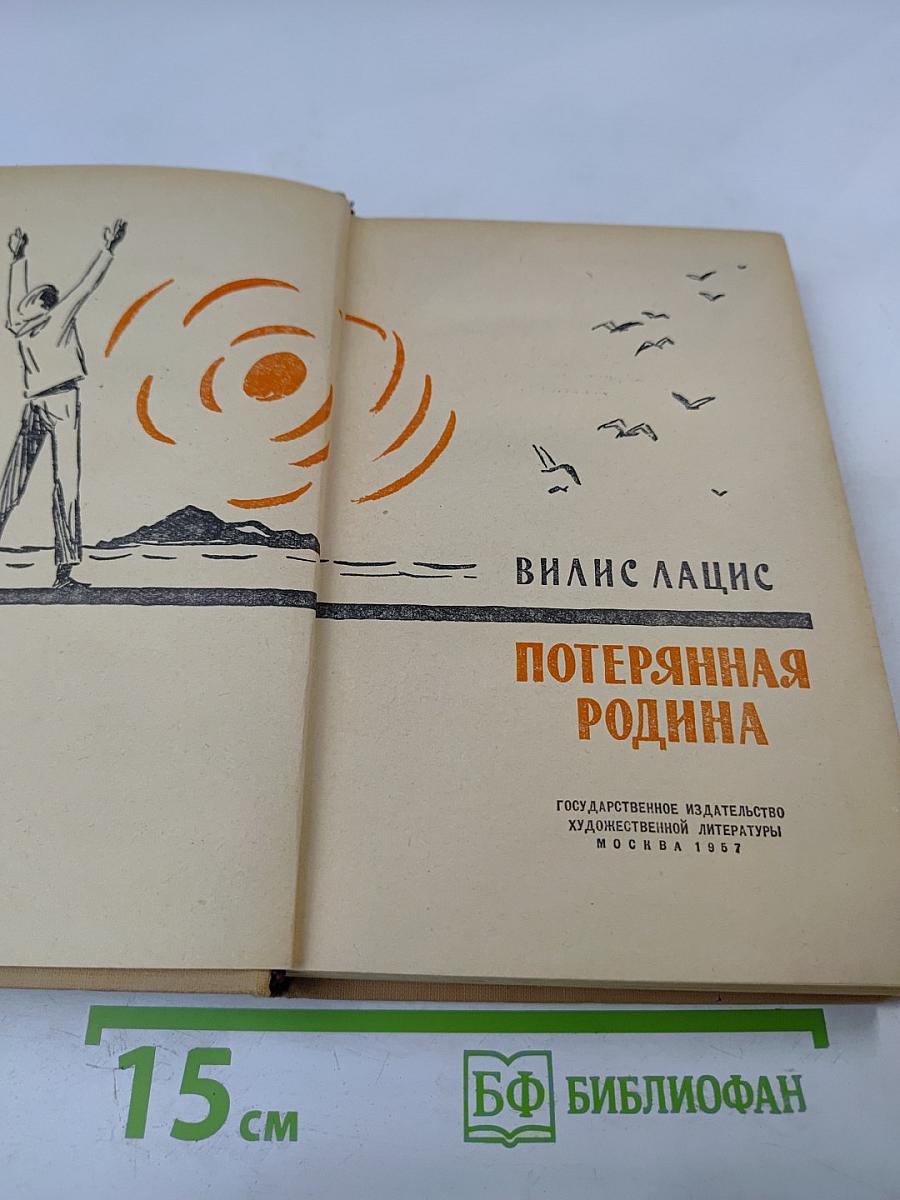 ВИЛИС ЛАЦИС
ПОТЕРЯННАЯ
РОДИНА
ГОСУДАРСТВЕННОЕ ИЗДАТЕЛЬСТВО
ХУДОЖЕСТВЕННОЙ ЛИТЕРАТУРЫ
МОСКВА 1957
15 см
БФ БИБЛИОФАН